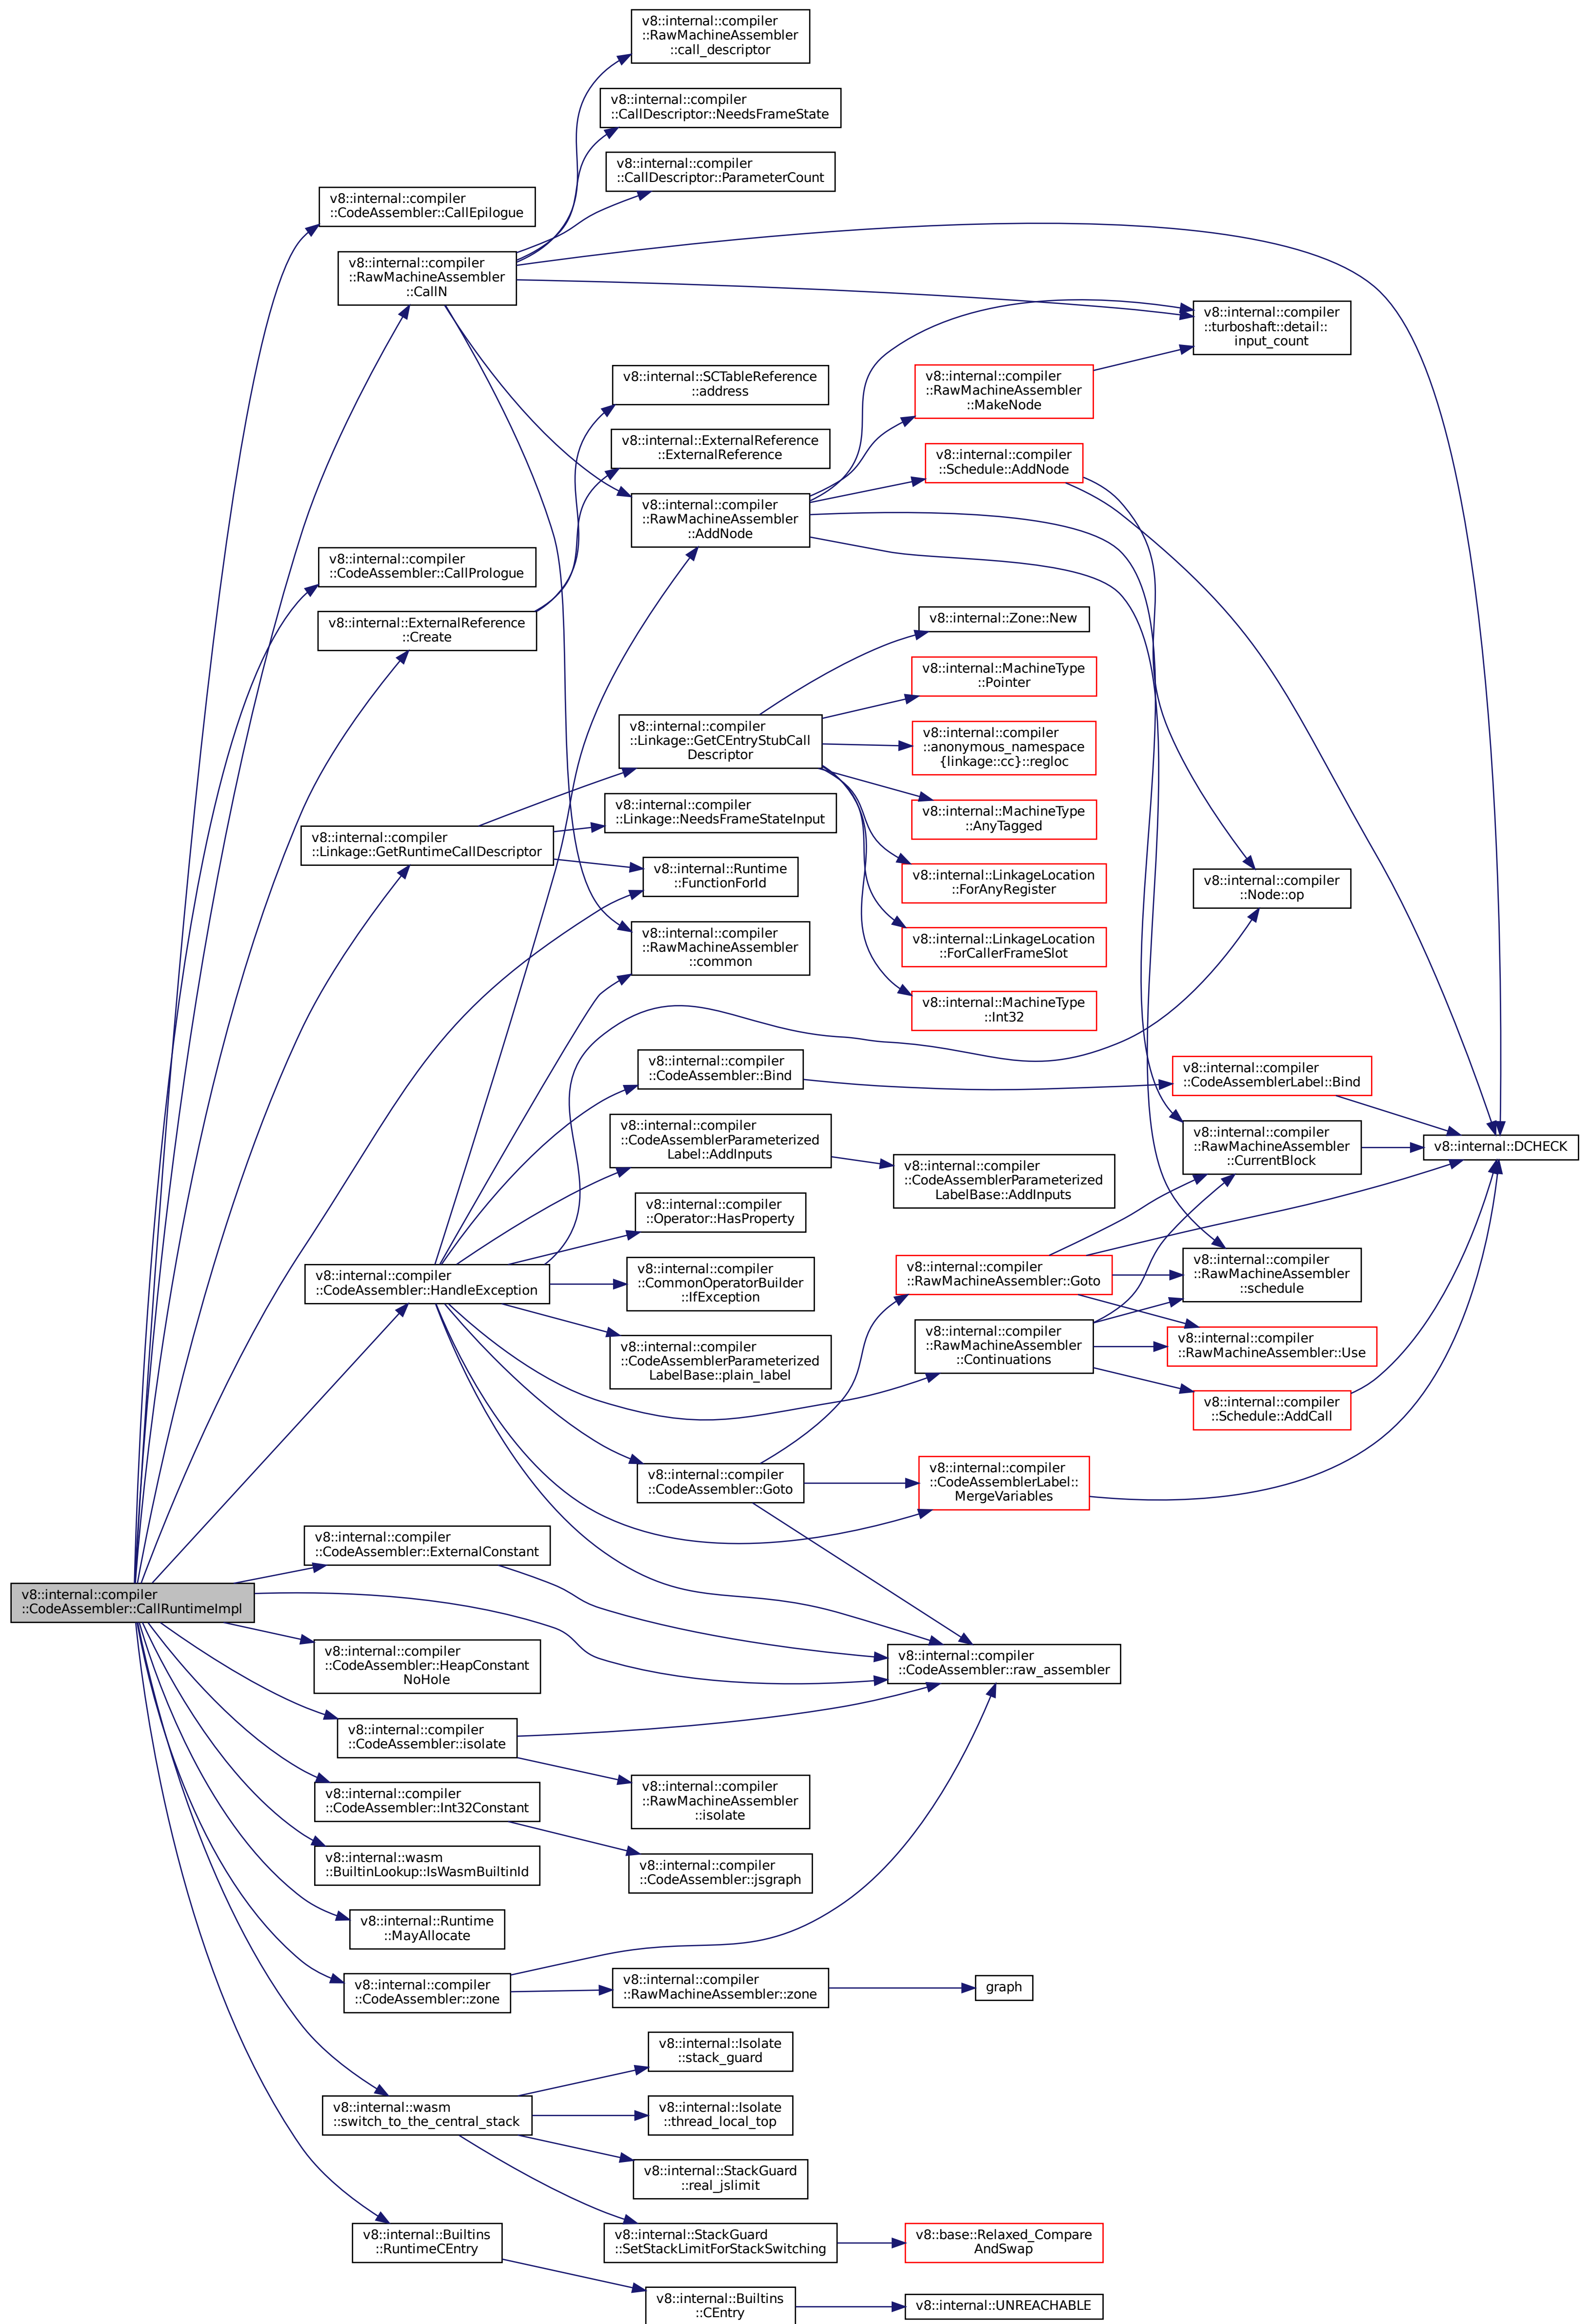 v8::internal::compiler
::RawMachineAssembler
::call_descriptor
v8::internal::compiler
::CallDescriptor::NeedsFrameState
v8::internal::compiler
::CallDescriptor::ParameterCount
v8::internal::compiler
::CodeAssembler::CallEpilogue
v8::internal::compiler
::RawMachineAssembler
::CallN
v8::internal::compiler
::turboshaft::detail::
input_count
v8::internal::SCTableReference
::address
v8::internal::compiler
::RawMachineAssembler
::MakeNode
v8::internal::ExternalReference
::ExternalReference
v8::internal::compiler
::Schedule::AddNode
v8::internal::compiler
::RawMachineAssembler
::AddNode
v8::internal::compiler
::CodeAssembler::CallPrologue
v8::internal::ExternalReference
::Create
v8::internal::Zone::New
v8::internal::MachineType
::Pointer
v8::internal::compiler
::Linkage::GetCEntryStubCall
Descriptor
v8::internal::compiler
::anonymous_namespace
{linkage::cc}::regloc
v8::internal::compiler
::Linkage::NeedsFrameStateInput
v8::internal::MachineType
::AnyTagged
v8::internal::compiler
::Linkage::GetRuntimeCallDescriptor
v8::internal::Runtime
::FunctionForId
v8::internal::LinkageLocation
::ForAnyRegister
v8::internal::compiler
::Node::op
v8::internal::compiler
::RawMachineAssembler
::common
v8::internal::LinkageLocation
::ForCallerFrameSlot
v8::internal::MachineType
::Int32
v8::internal::compiler
::CodeAssembler::Bind
v8::internal::compiler
::CodeAssemblerLabel::Bind
v8::internal::compiler
::CodeAssemblerParameterized
Label::AddInputs
v8::internal::compiler
::RawMachineAssembler
::CurrentBlock
v8::internal::DCHECK
v8::internal::compiler
::CodeAssemblerParameterized
LabelBase::AddInputs
v8::internal::compiler
::Operator::HasProperty
v8::internal::compiler
::CodeAssembler::HandleException
v8::internal::compiler
::CommonOperatorBuilder
::IfException
v8::internal::compiler
::RawMachineAssembler::Goto
v8::internal::compiler
::RawMachineAssembler
::schedule
v8::internal::compiler
::CodeAssemblerParameterized
LabelBase::plain_label
v8::internal::compiler
::RawMachineAssembler
::Continuations
v8::internal::compiler
::RawMachineAssembler::Use
v8::internal::compiler
::Schedule::AddCall
v8::internal::compiler
::CodeAssembler::Goto
v8::internal::compiler
::CodeAssemblerLabel::
MergeVariables
v8::internal::compiler
::CodeAssembler::ExternalConstant
v8::internal::compiler
::CodeAssembler::CallRuntimeImpl
v8::internal::compiler
::CodeAssembler::HeapConstant
NoHole
v8::internal::compiler
::CodeAssembler::raw_assembler
v8::internal::compiler
::CodeAssembler::isolate
v8::internal::compiler
::RawMachineAssembler
::isolate
v8::internal::compiler
::CodeAssembler::Int32Constant
v8::internal::wasm
::BuiltinLookup::IsWasmBuiltinId
v8::internal::compiler
::CodeAssembler::jsgraph
v8::internal::Runtime
::MayAllocate
v8::internal::compiler
::CodeAssembler::zone
v8::internal::compiler
::RawMachineAssembler::zone
graph
v8::internal::Isolate
::stack_guard
v8::internal::wasm
::switch_to_the_central_stack
v8::internal::Isolate
::thread_local_top
v8::internal::StackGuard
::real_jslimit
v8::internal::Builtins
::RuntimeCEntry
v8::internal::StackGuard
::SetStackLimitForStackSwitching
v8::base::Relaxed_Compare
AndSwap
v8::internal::Builtins
::CEntry
v8::internal::UNREACHABLE